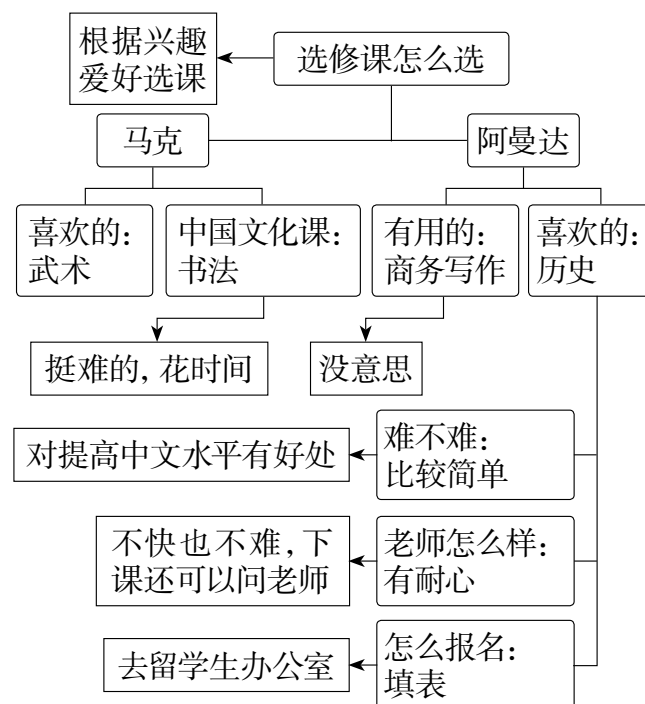 根据兴趣
爱好选课
选修课怎么选
马克
阿曼达
喜欢的：
武术
中国文化课：
书法
有用的：
商务写作
喜欢的：
历史
挺难的，花时间
没意思
对提高中文水平有好处
难不难：
比较简单
不快也不难，下
课还可以问老师
老师怎么样：
有耐心
去留学生办公室
怎么报名：
填表